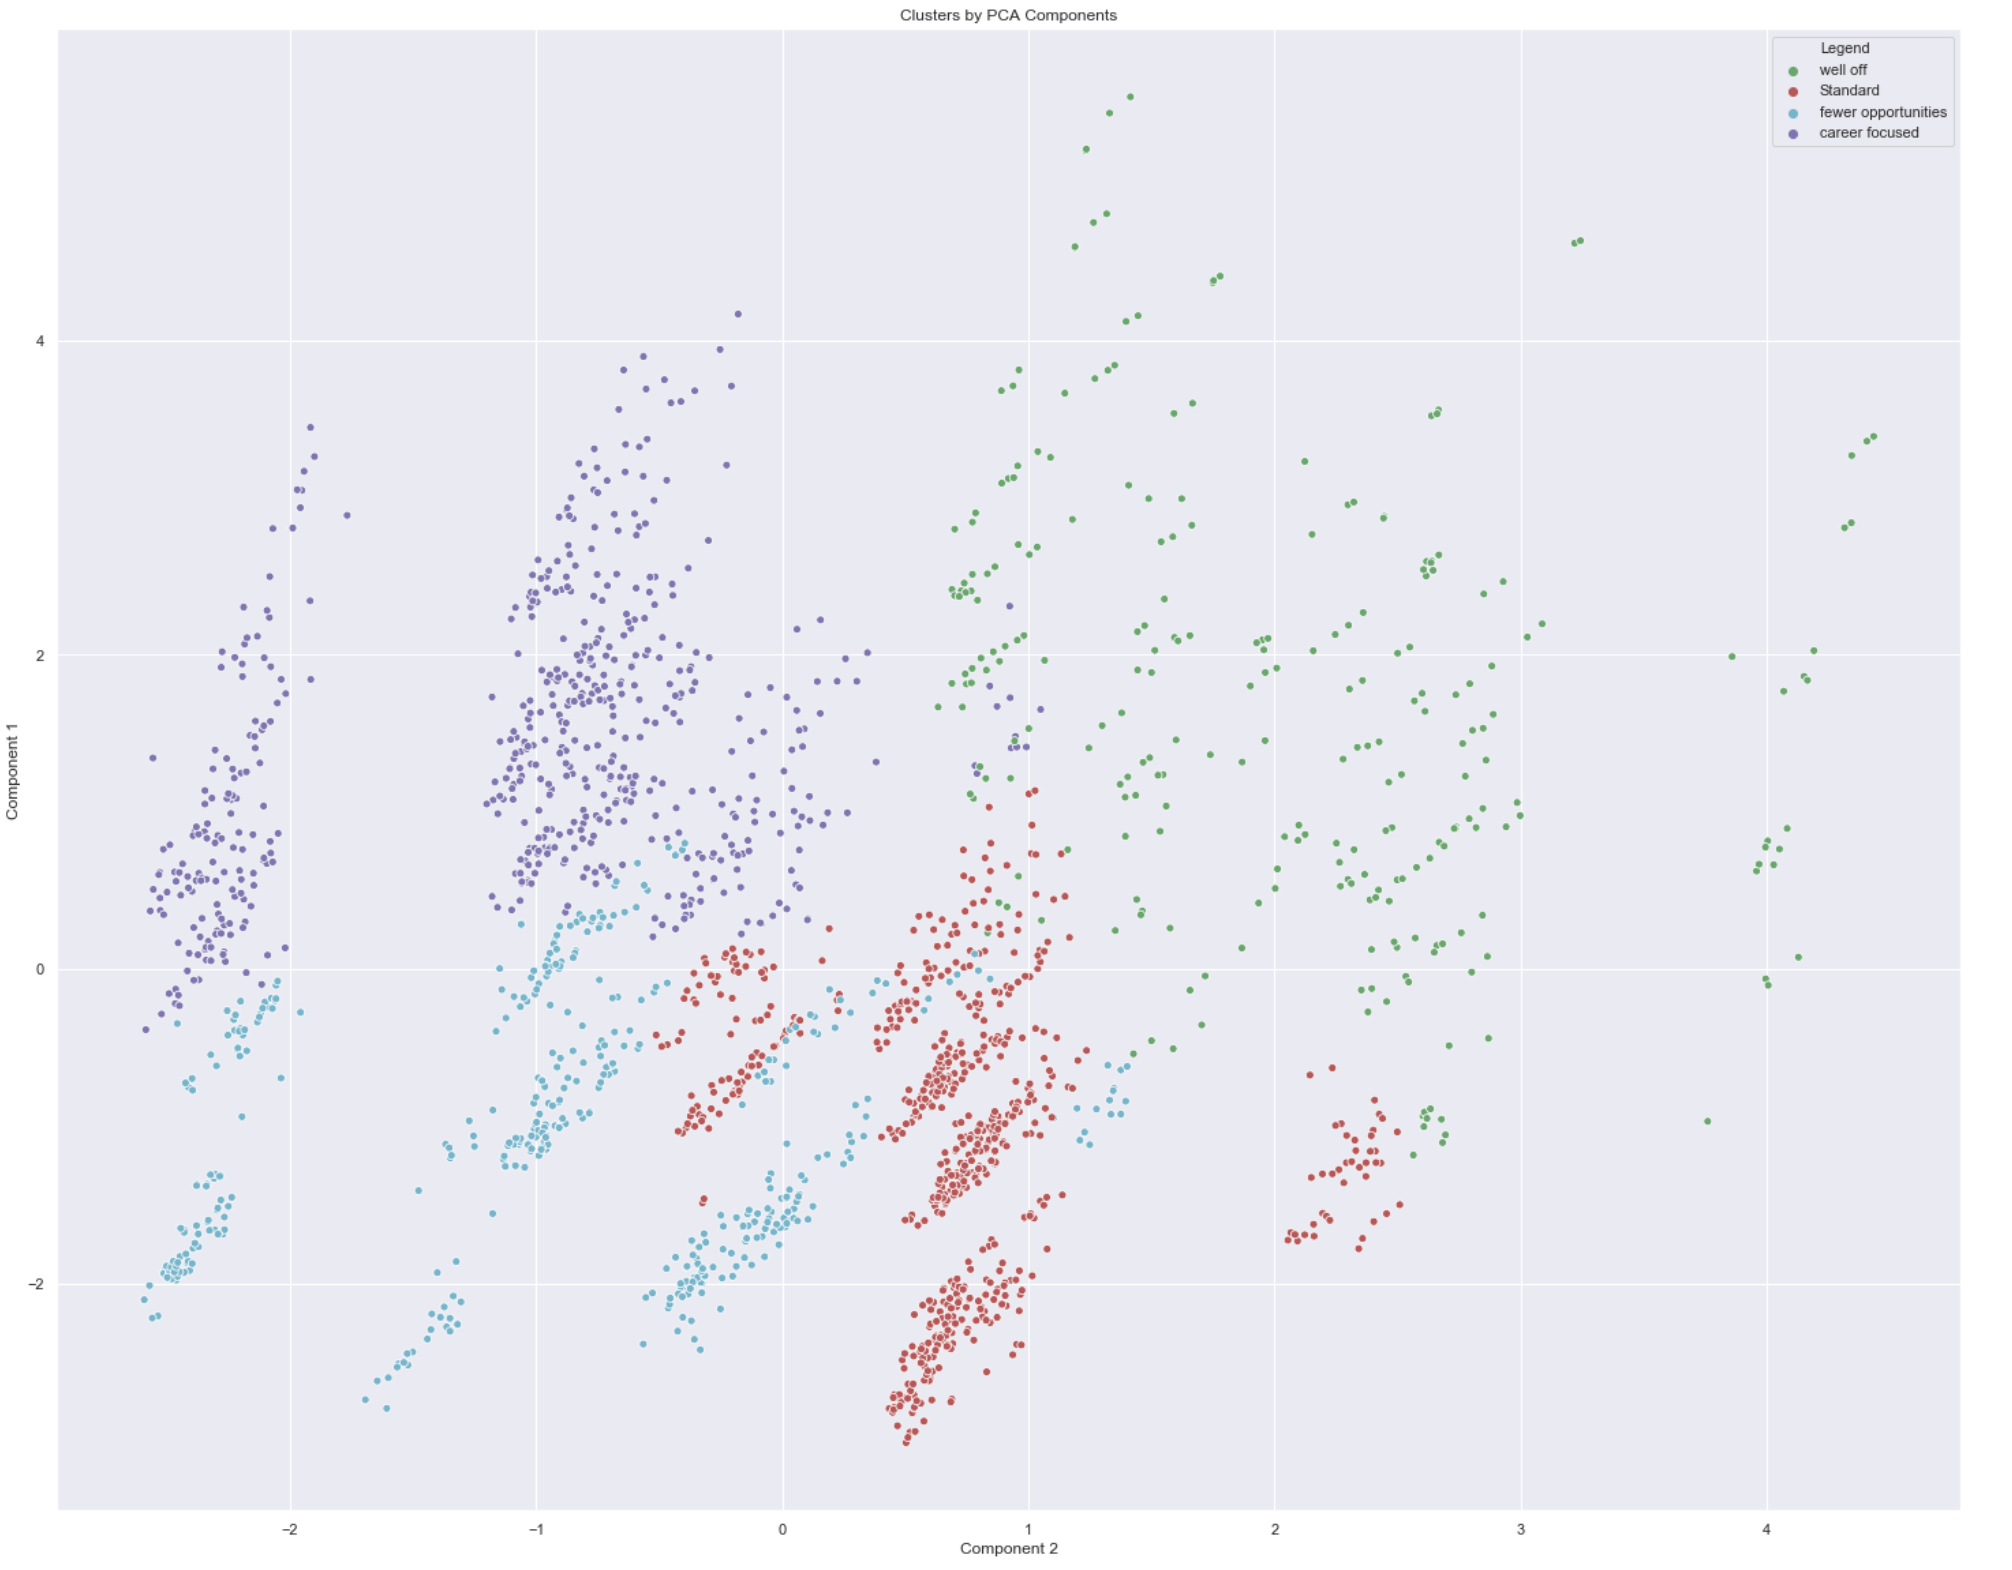 Clusters by PCA Components
Legend
well off
Standard
fewer opportunities
career focused
Component 1
4
2
0
−2
−2
−1
0
1
2
3
4
Component 2